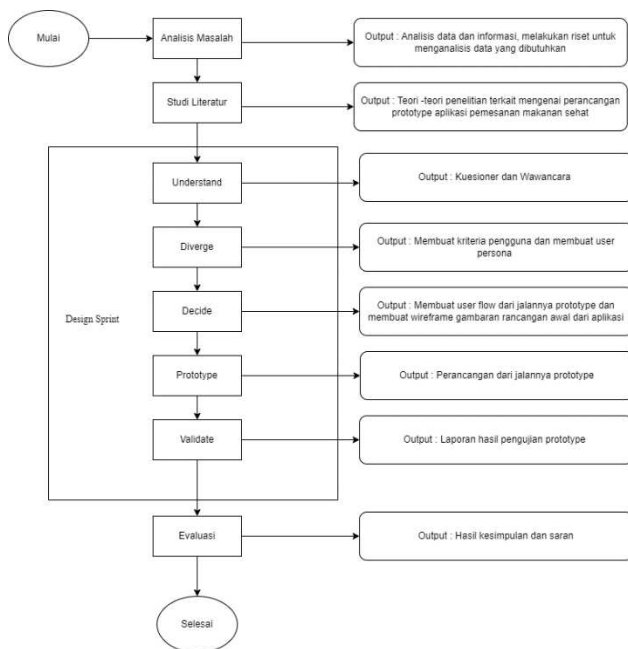 Mulai
Analisis Masalah
Output : Analisis data dan informasi, melakukan riset untuk
menganalisis data yang dibutuhkan
Studi Literatur
Output : Teori -teori penelitian terkait mengenai perancangan
prototype aplikasi pemesanan makanan sehat
Design Sprint
Understand
Output : Kuesioner dan Wawancara
Diverge
Output : Membuat kriteria pengguna dan membuat user
persona
Decide
Output : Membuat user flow dari jalannya prototype dan
membuat wireframe gambaran rancangan awal dari aplikasi
Prototype
Output : Perancangan dari jalannya prototype
Validate
Output : Laporan hasil pengujian prototype
Evaluasi
Output : Hasil kesimpulan dan saran
Selesai